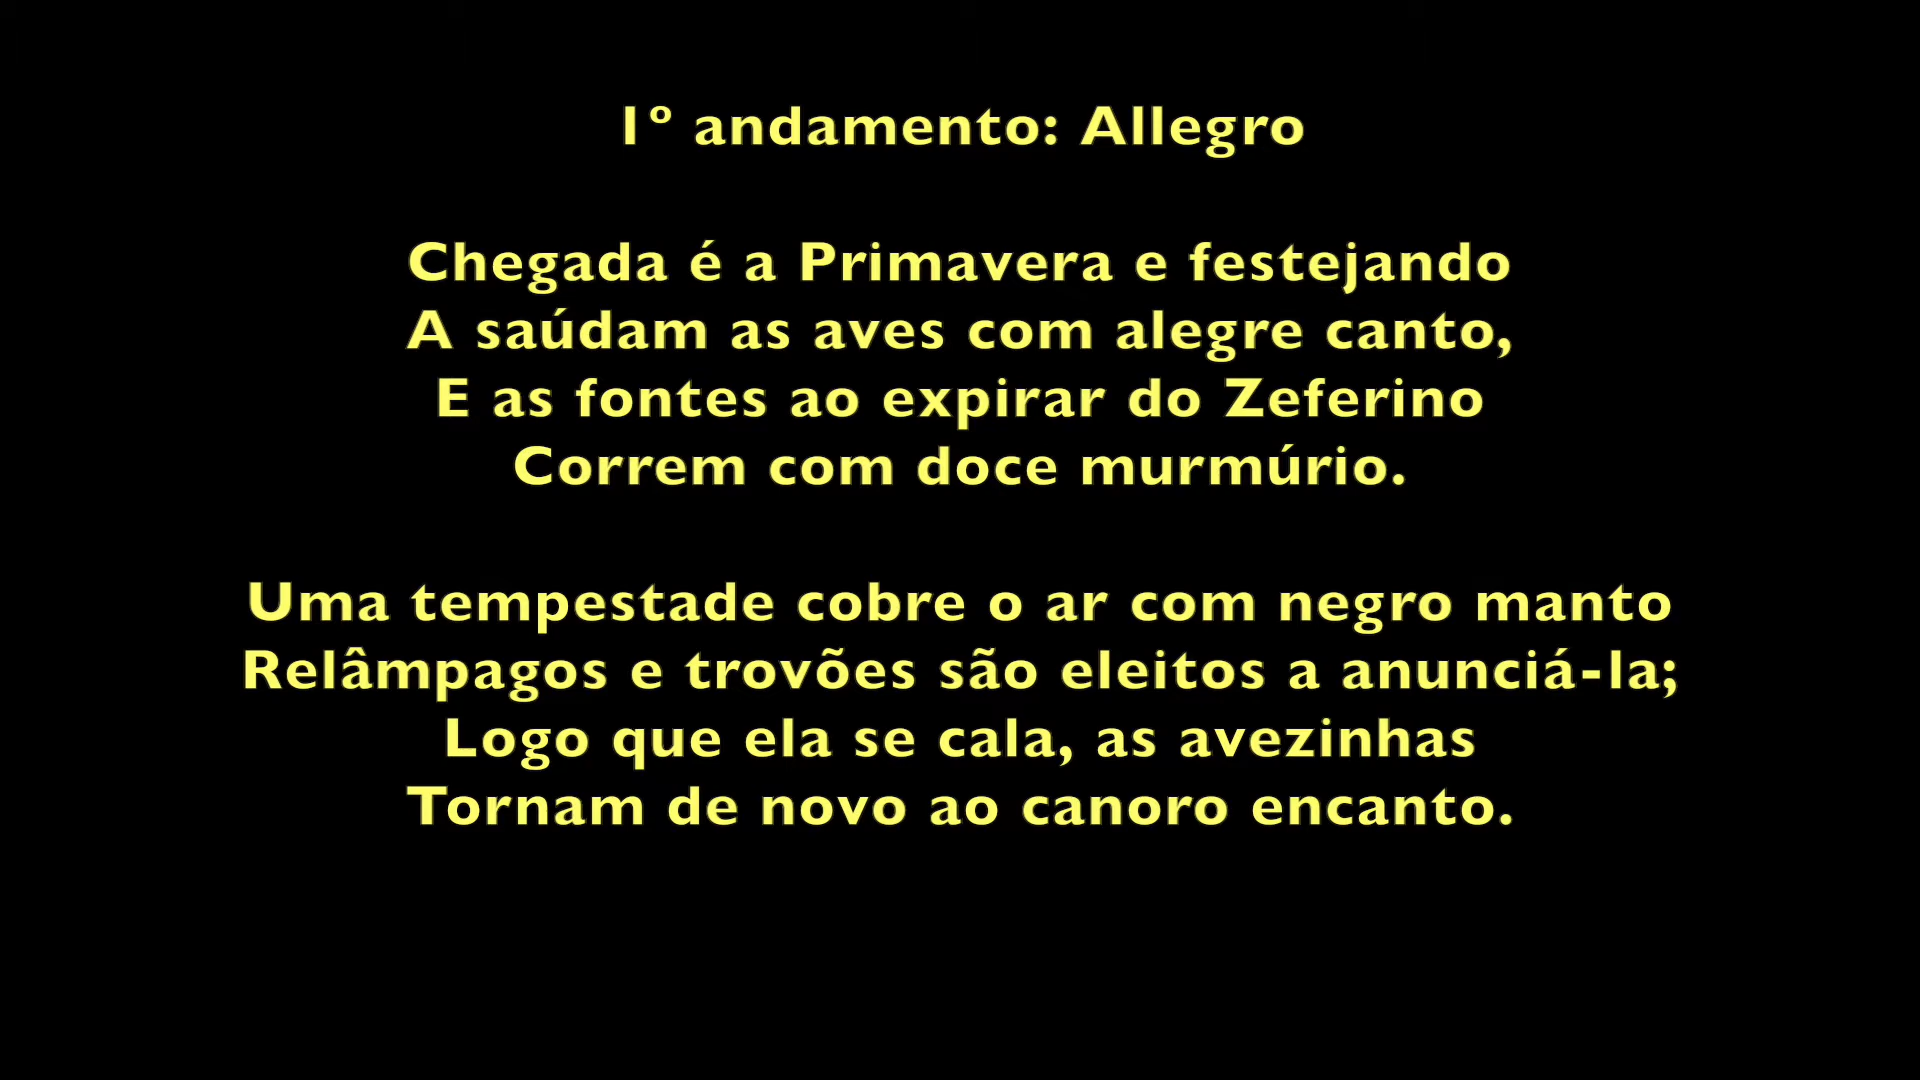 1º andamento: Allegro
Chegada é a Primavera e festejando
A saúdam as aves com alegre canto,
E as fontes ao expirar do Zeferino
Correm com doce murmúrio.
Uma tempestade cobre o ar com negro manto
Relâmpagos e trovões são eleitos a anunciá-la;
Logo que ela se cala, as avezinhas
Tornam de novo ao canoro encanto.